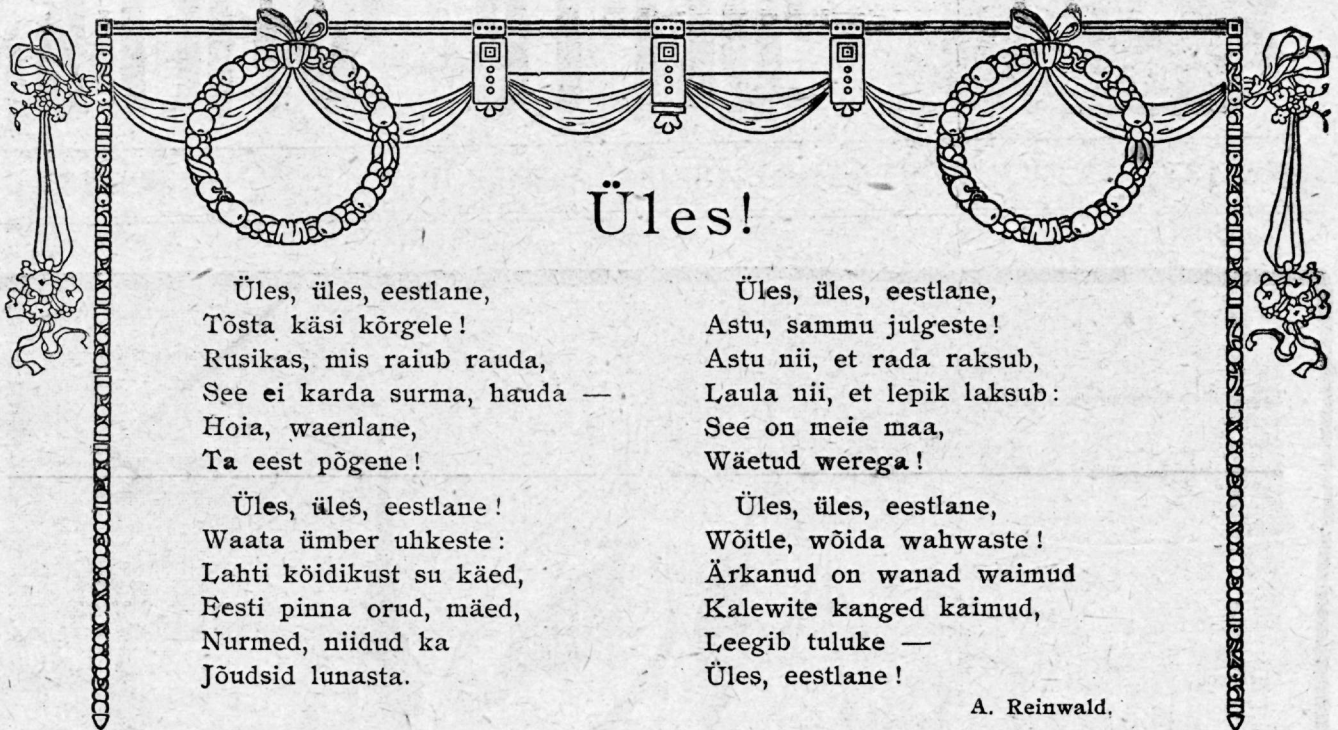 Üles!
Üles, üles, eestlane,
Tõsta käsi kõrgele!
Rusikas, mis raiub rauda,
See ei karda surma, hauda —
Hoia, waenlane,
Ta eest põgene!
Üles, üles, eestlane!
Waata ümber uhkeste:
Lahti köidikust su käed,
Eesti pinna orud, mäed,
Nurmed, niidud ka
Jõudsid lunasta.
Üles, üles, eestlane,
Astu, sammu julgeste!
Astu nii, et rada raksub,
Laula nii, et lepik laksub:
See on meie maa,
Wäetud werega!
Üles, üles, eestlane,
Wõitle, wõida wahwaste!
Ärkanud on wanad waimud
Kalewite kanged kaimud,
Leegib tuluke —
Üles, eestlane!
A. Reinwald.